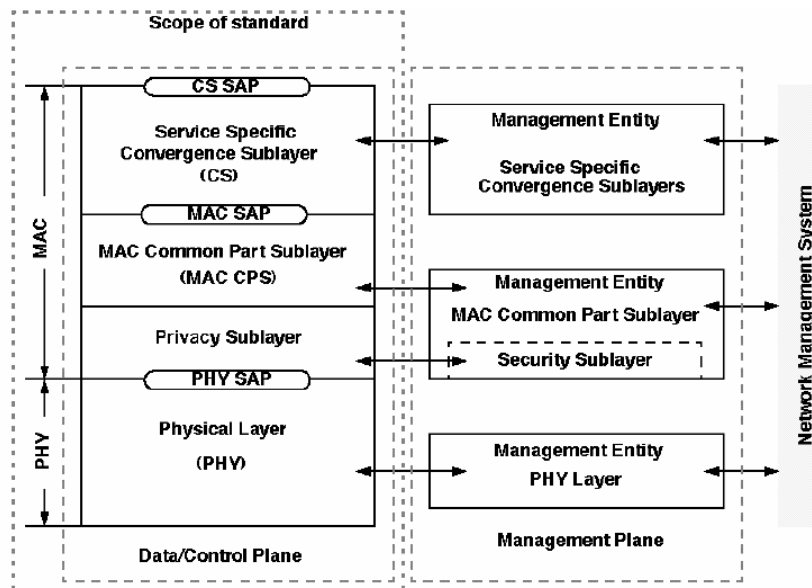 Scope of standard
CS SAP
Service Specific
Convergence Sublayer
(CS)
MAC SAP
MAC Common Part Sublayer
(MAC CPS)
Privacy Sublayer
PHY SAP
Physical Layer
(PHY)
Data/Control Plane
MAC
PHY
Management Entity
Service Specific
Convergence Sublayers
Management Entity
MAC Common Part Sublayer
Security Sublayer
Management Entity
PHY Layer
Management Plane
Network Management System